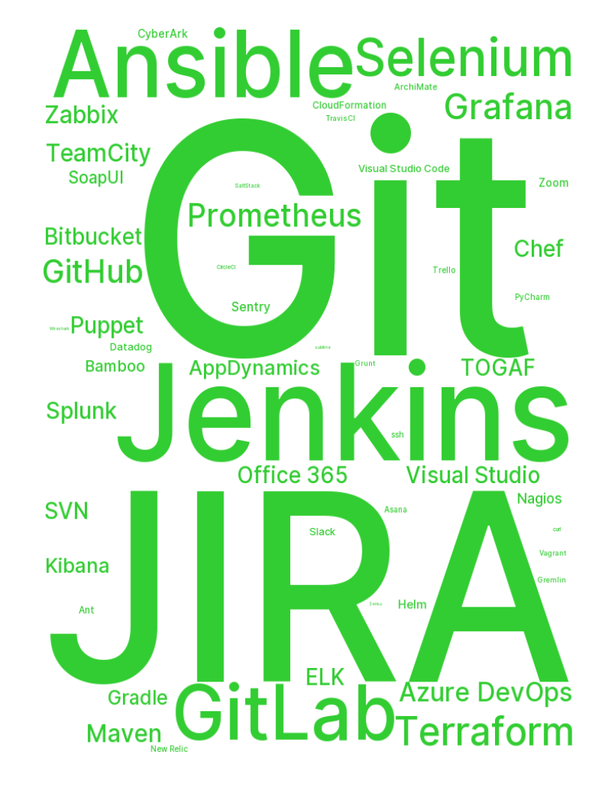 CyberArk
Ansible
Selenium
ArchiMate
Grafana
CloudFormation
Zabbix
TravisCI
Git
TeamCity
Visual Studio Code
SoapUI
SaltStack
Zoom
Prometheus
Bitbucket
Chef
GitHub
CircleCI
Trello
PyCharm
Sentry
Puppet
Datadog
Bamboo
AppDynamics
Grunt
TOGAF
Jenkins
Splunk
ssh
Office 365
Visual Studio
JIRA
Nagios
SVN
Asana
Slack
Vagrant
Kibana
Gremlin
Helm
Ant
ELK
Gradle
GitLab
Azure DevOps
Maven
Terraform
New Relic